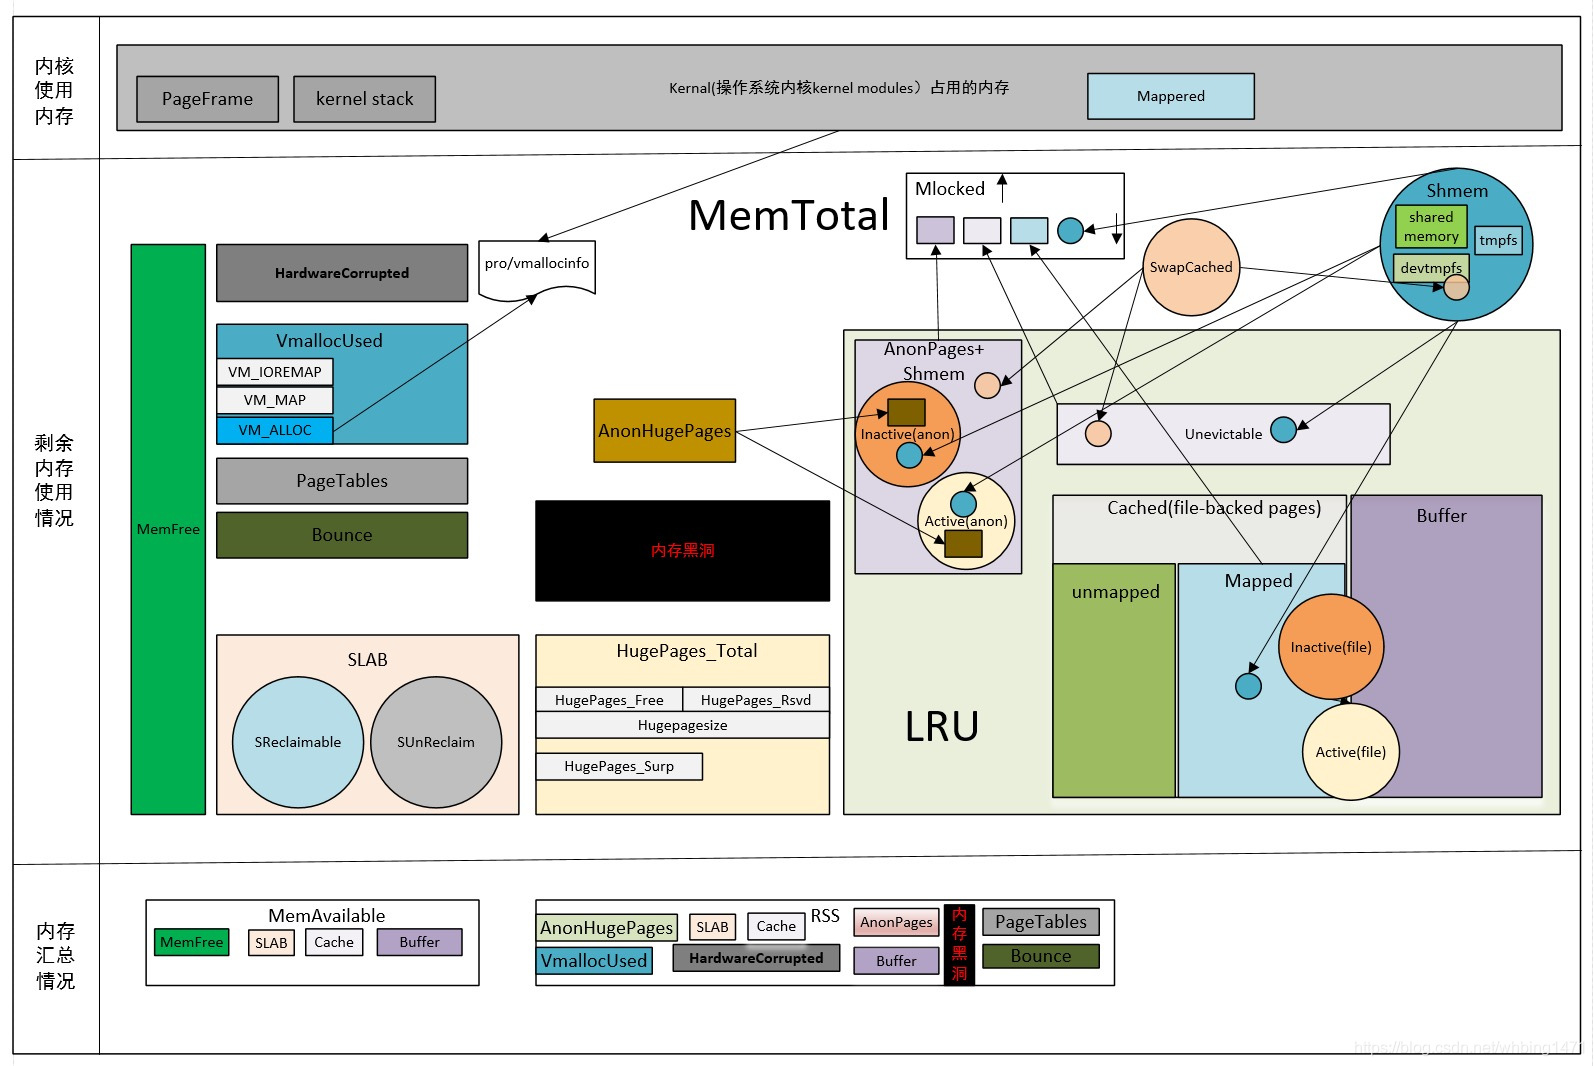 内核
使用
内存
PageFrame
kernel stack
Kernal(操作系统内核kernel modules）占用的内存
Mappered
剩余
内存
使用
情况
MemTotal
Mlocked
Shmem
shared
memory
tmpfs
devtmpfs
SwapCached
MemFree
HardwareCorrupted
pro/vmallocinfo
VmallocUsed
VM_IOREMAP
VM_MAP
VM_ALLOC
PageTables
Bounce
AnonHugePages
内存黑洞
AnonPages+
Shmem
Inactive(anon)
Active(anon)
Unevictable
Cached(file-backed pages)
Buffer
unmapped
Mapped
Inactive(file)
Active(file)
LRU
SLAB
SReclaimable
SUnReclaim
HugePages_Total
HugePages_Free
HugePages_Rsvd
Hugepagesize
HugePages_Surp
内存
汇总
情况
MemAvailable
MemFree
SLAB
Cache
Buffer
RSS
AnonHugePages
SLAB
Cache
AnonPages
内
存
黑
洞
PageTables
VmallocUsed
HardwareCorrupted
Buffer
Bounce
https://blog.csdn.net/whbing1471